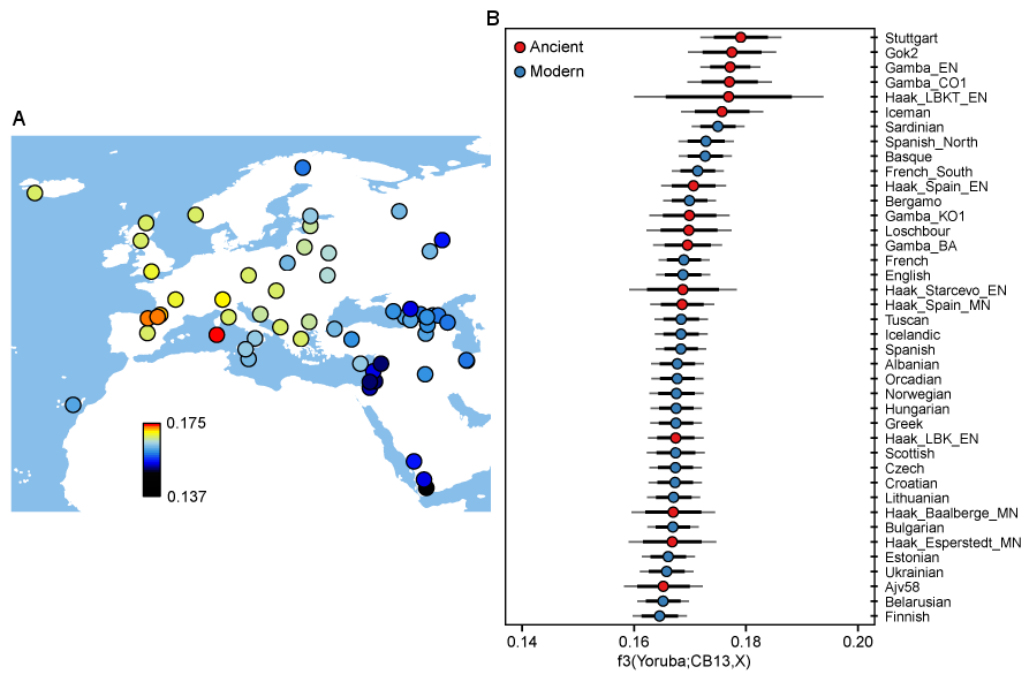 A
0.175
0.137
B
Ancient
Modern
Stuttgart
Gok2
Gamba_EN
Gamba_CO1
Haak_LBKT_EN
Iceman
Sardinian
Spanish_North
Basque
French_South
Haak_Spain_EN
Bergamo
Gamba_KO1
Loschbour
Gamba_BA
French
English
Haak_Starcevo_EN
Haak_Spain_MN
Tuscan
Icelandic
Spanish
Albanian
Orcadian
Norwegian
Hungarian
Greek
Haak_LBK_EN
Scottish
Czech
Croatian
Lithuanian
Haak_Baalberge_MN
Bulgarian
Haak_Esperstedt_MN
Estonian
Ukrainian
Ajv58
Belarusian
Finnish
0.14 0.16 0.18 0.20
f3(Yoruba;CB13,X)